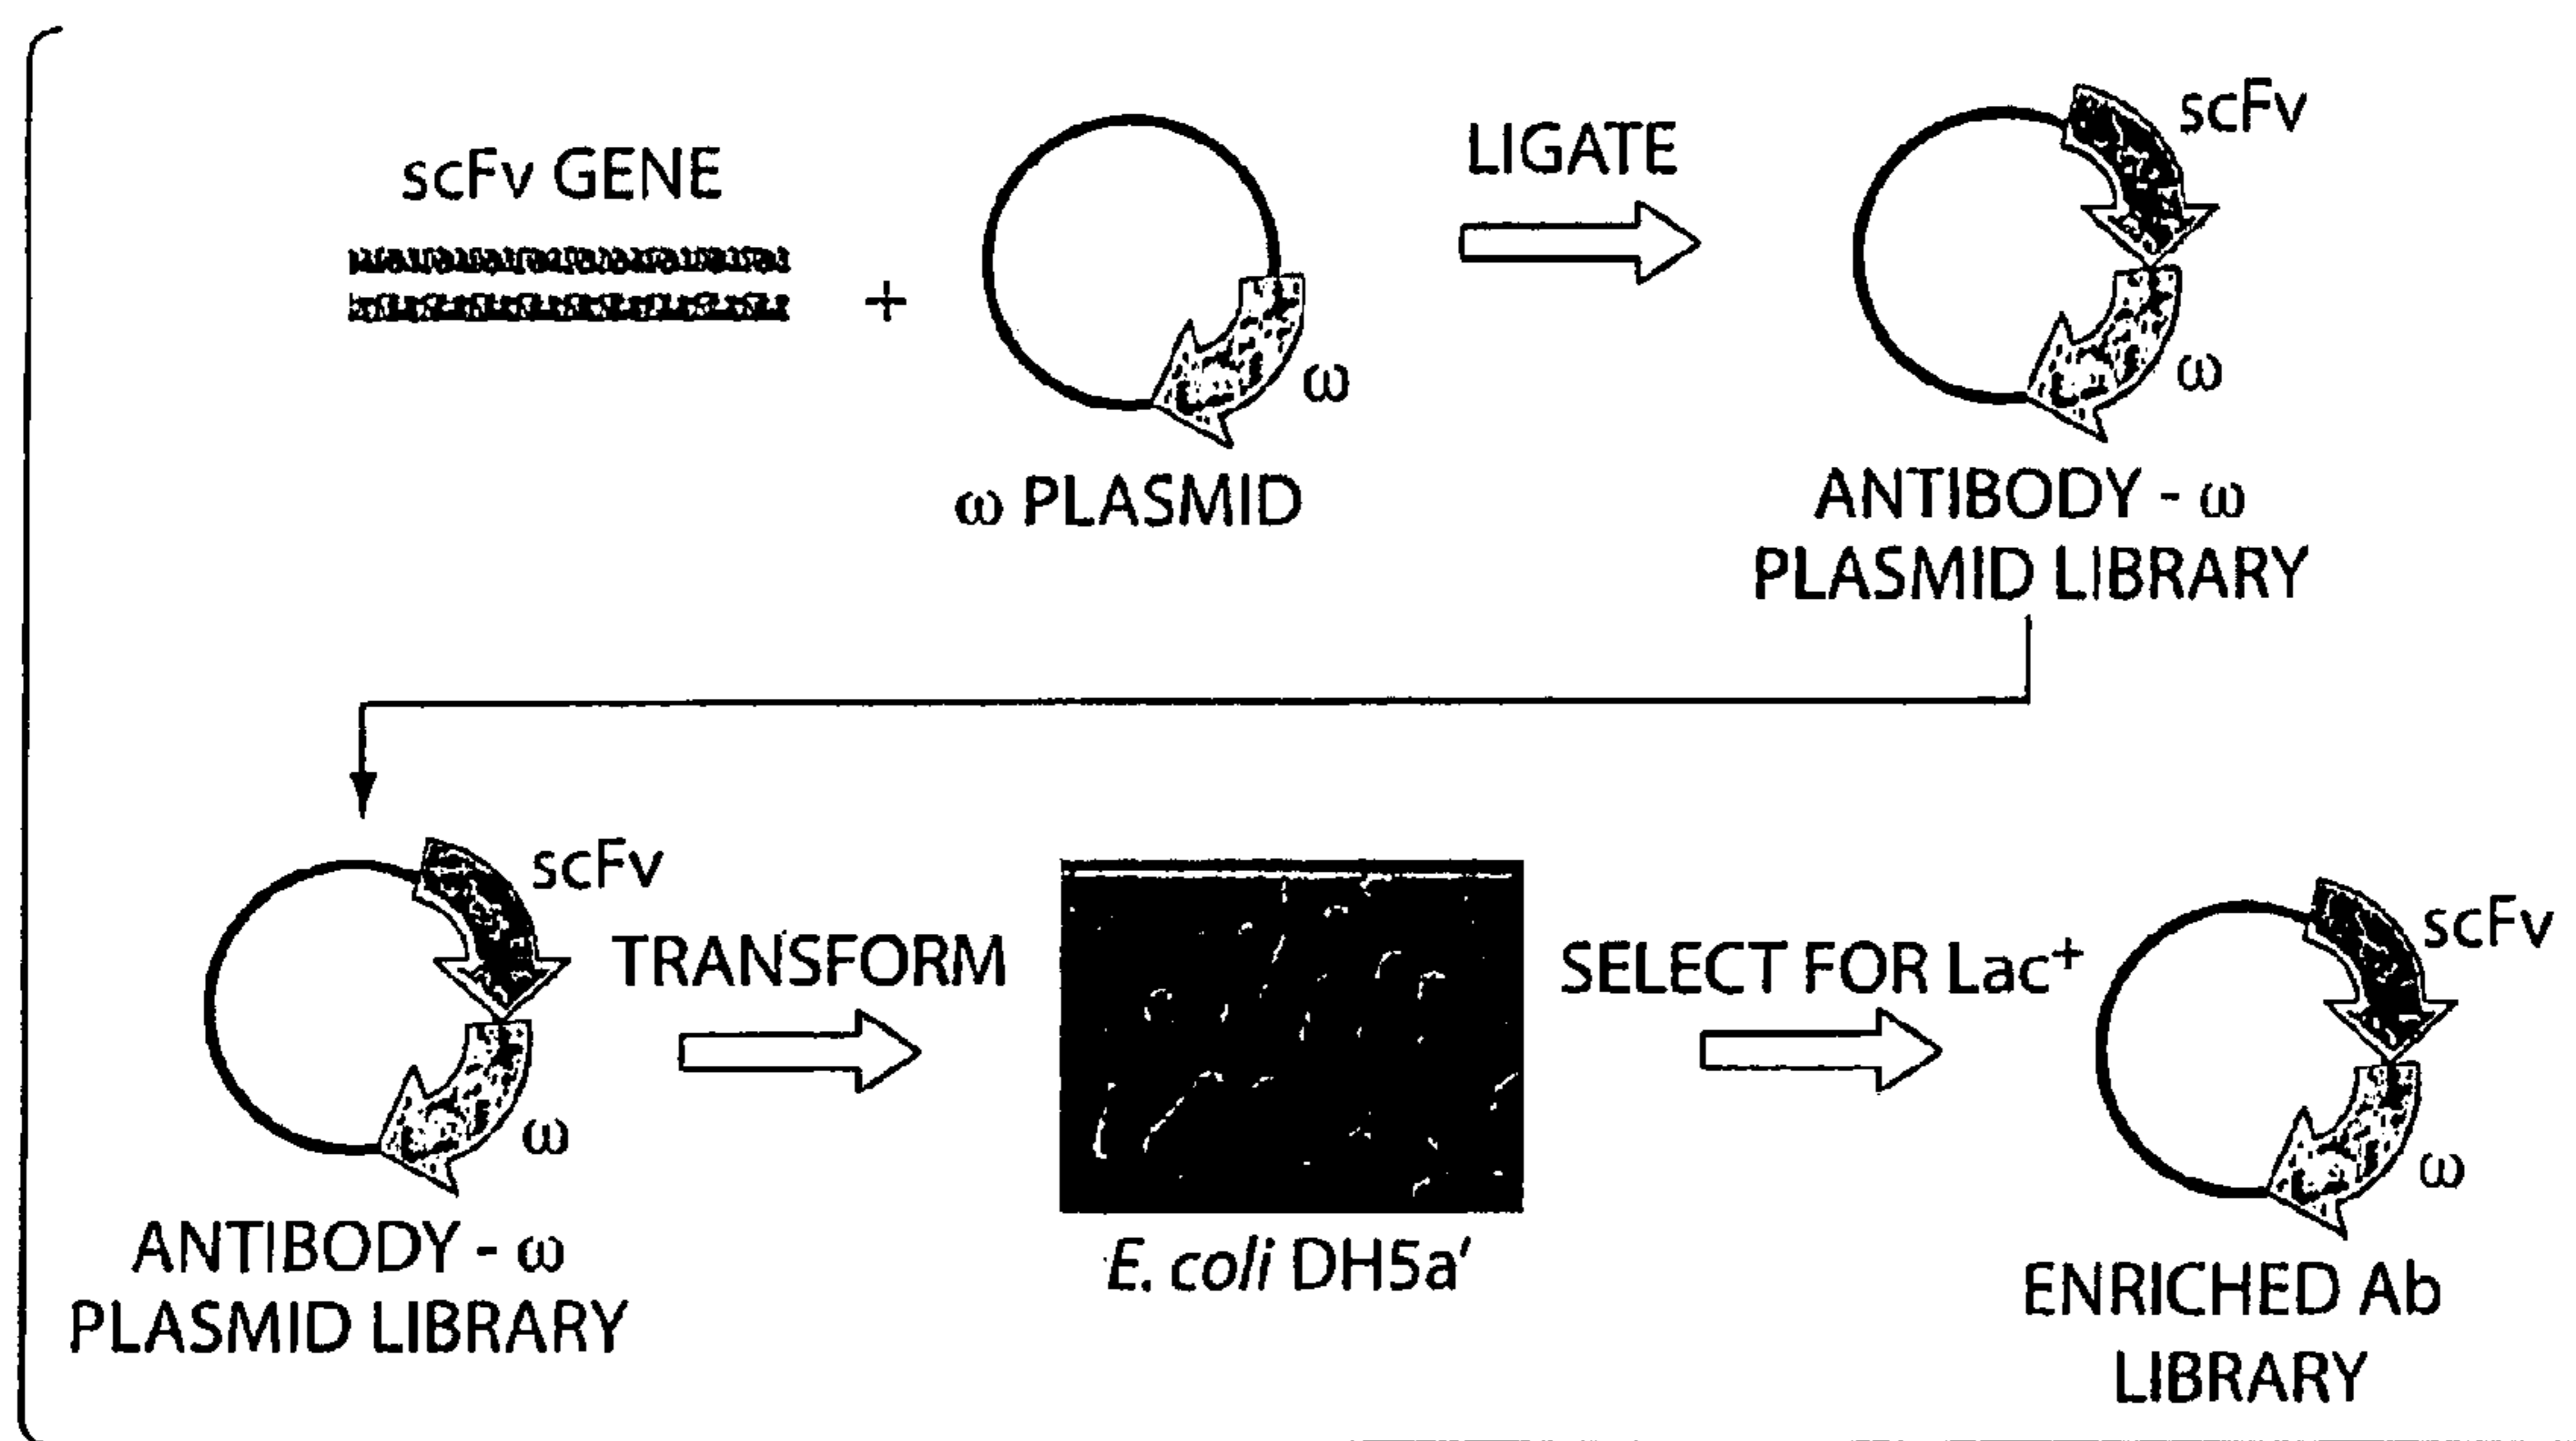 scFv GENE
+
ω
ω PLASMID
LIGATE
scFv
ω
ANTIBODY - ω
PLASMID LIBRARY
scFv
ω
ANTIBODY - ω
PLASMID LIBRARY
TRANSFORM
E. coli DH5a′
SELECT FOR Lac⁺
scFv
ω
ENRICHED Ab
LIBRARY